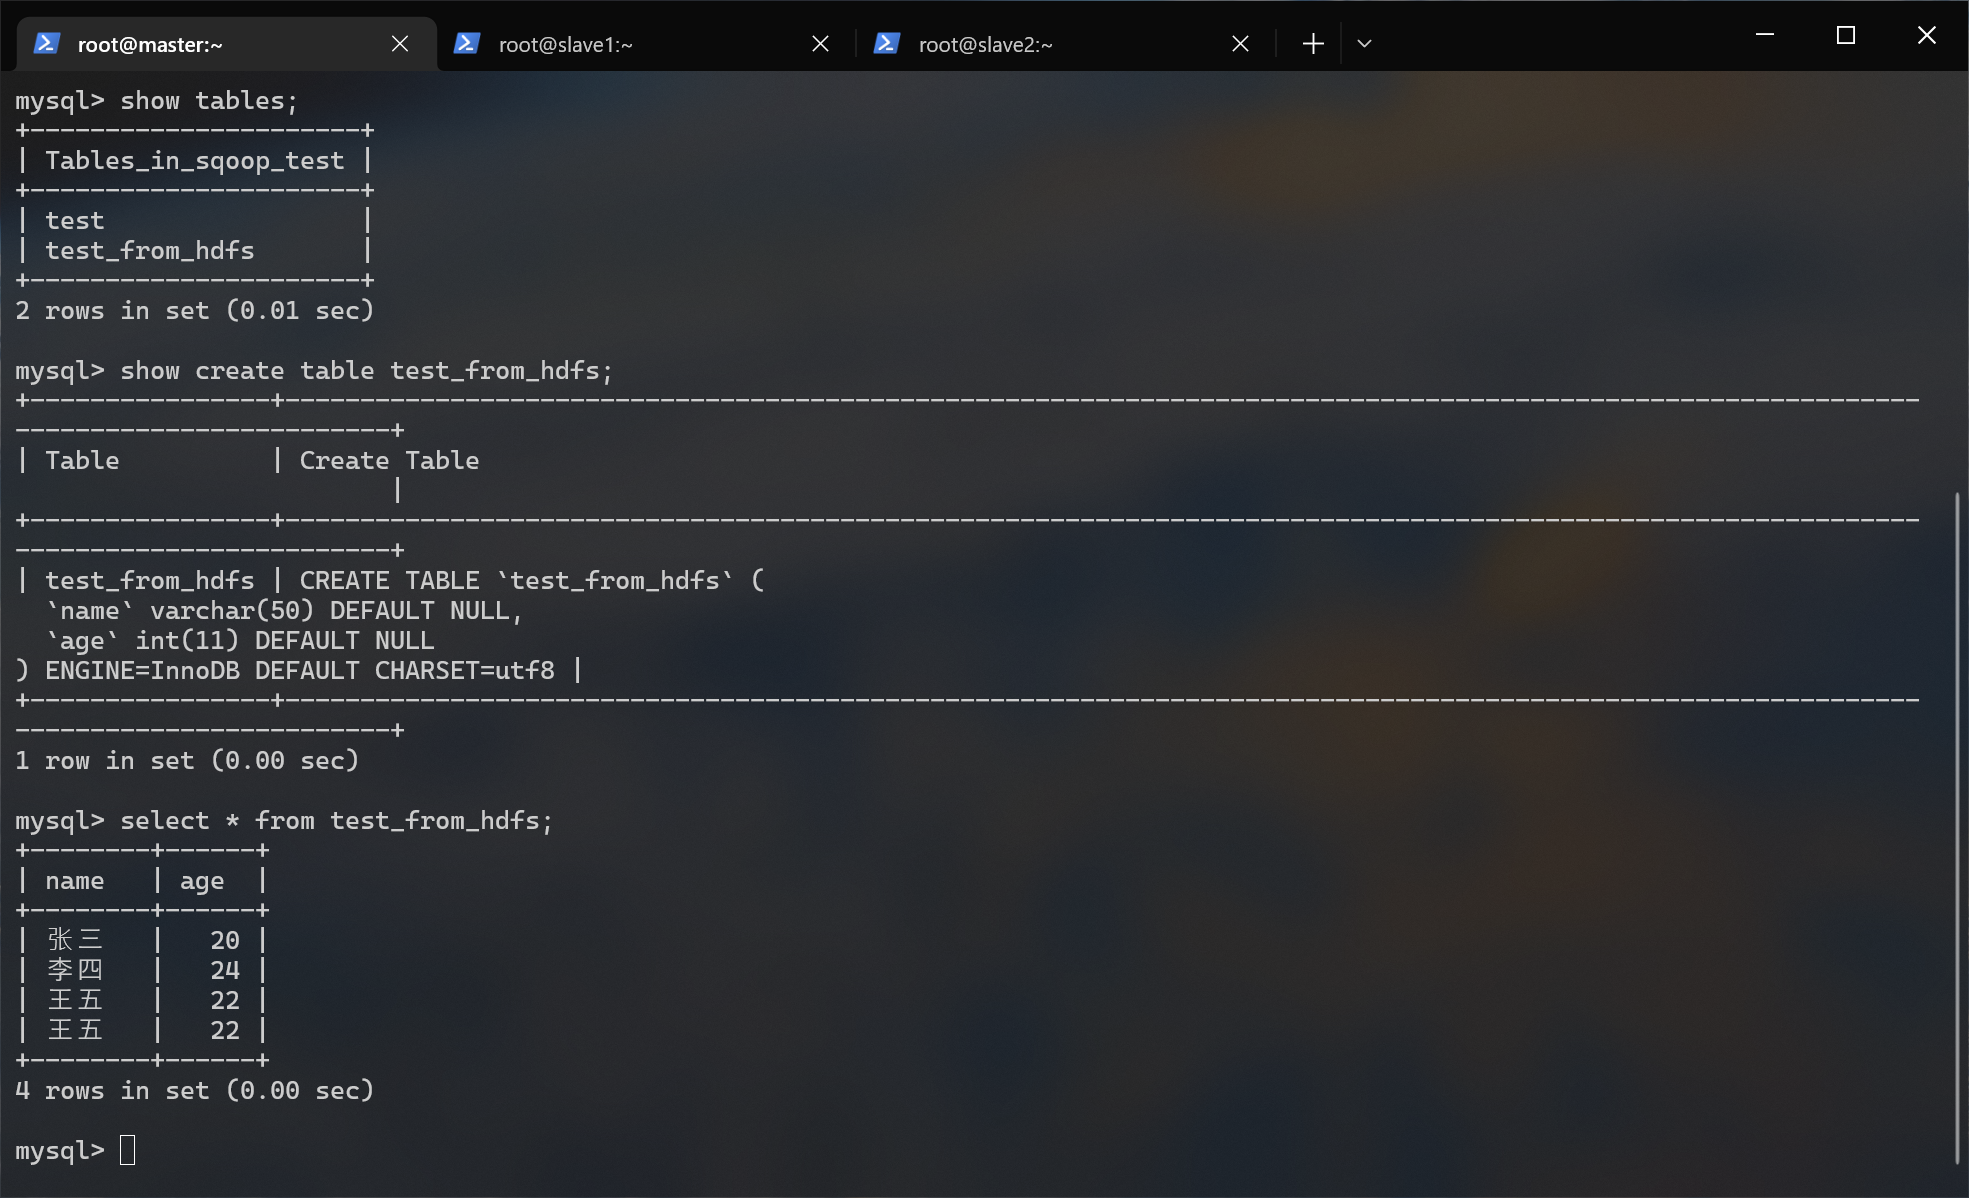 root@master:~ root@slave1:~ root@slave2:~
mysql> show tables;
+----------------------+
| Tables_in_sqoop_test |
+----------------------+
| test                 |
| test_from_hdfs       |
+----------------------+
2 rows in set (0.01 sec)

mysql> show create table test_from_hdfs;
+----------------+-------------------------------------------------------------------------------------------------------------
-------------------------+
| Table          | Create Table
                         |
+----------------+-------------------------------------------------------------------------------------------------------------
-------------------------+
| test_from_hdfs | CREATE TABLE `test_from_hdfs` (
  `name` varchar(50) DEFAULT NULL,
  `age` int(11) DEFAULT NULL
) ENGINE=InnoDB DEFAULT CHARSET=utf8 |
+----------------+-------------------------------------------------------------------------------------------------------------
-------------------------+
1 row in set (0.00 sec)

mysql> select * from test_from_hdfs;
+--------+------+
| name   | age  |
+--------+------+
| 张三   |   20 |
| 李四   |   24 |
| 王五   |   22 |
| 王五   |   22 |
+--------+------+
4 rows in set (0.00 sec)

mysql>